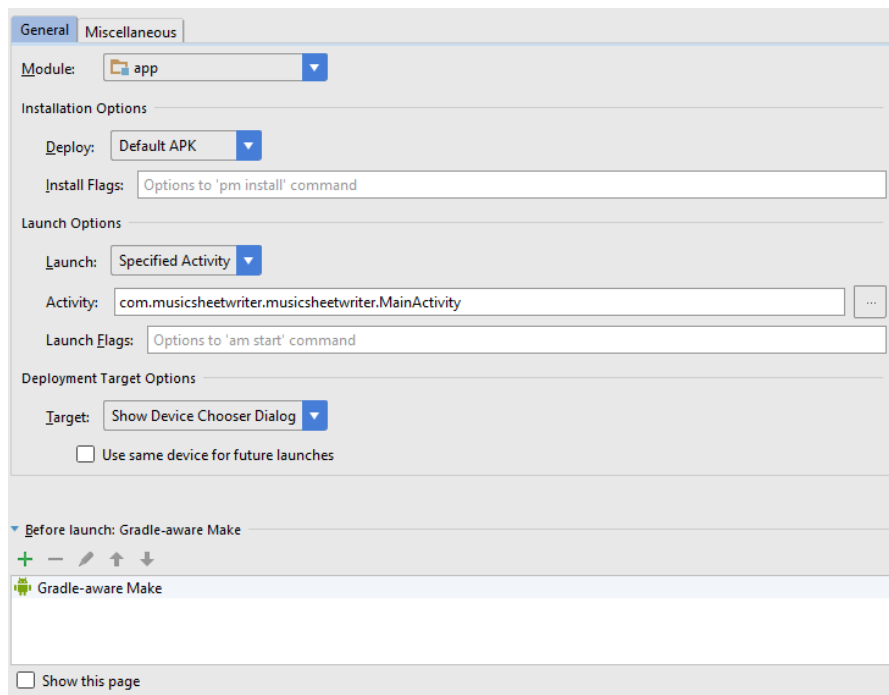 General Miscellaneous
Module: app
Installation Options
Deploy: Default APK
Install Flags: Options to 'pm install' command
Launch Options
Launch: Specified Activity
Activity: com.musicsheetwriter.musicsheetwriter.MainActivity ...
Launch Flags: Options to 'am start' command
Deployment Target Options
Target: Show Device Chooser Dialog
Use same device for future launches
Before launch: Gradle-aware Make
Gradle-aware Make
Show this page